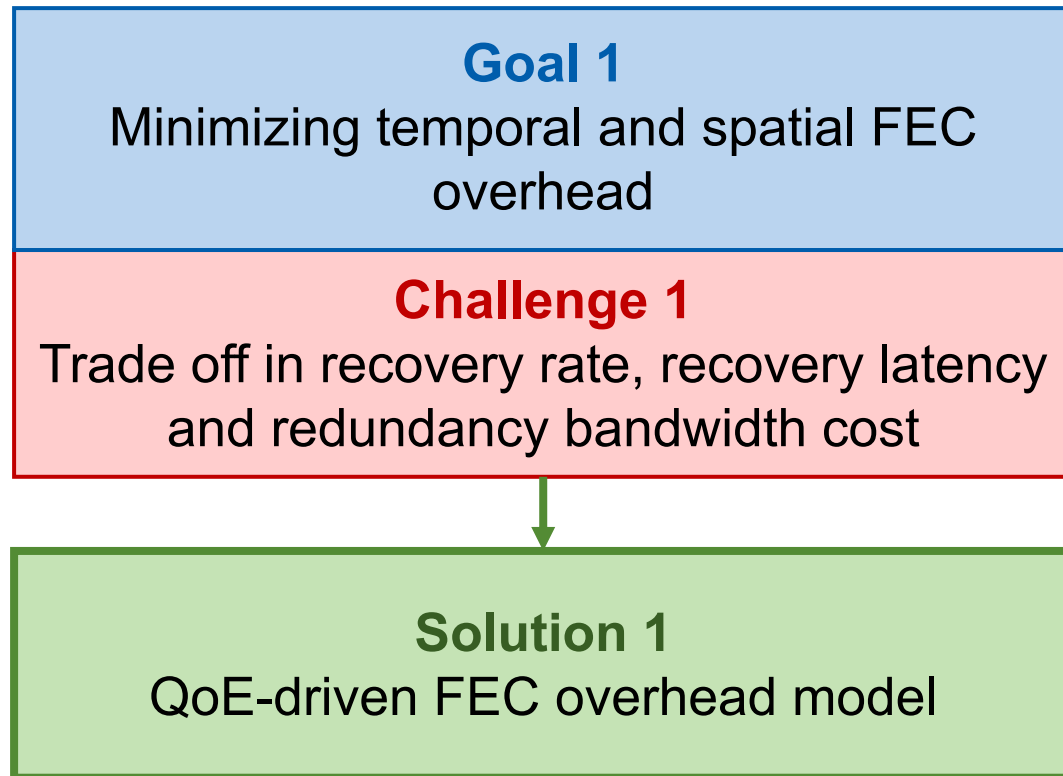 Goal 1
Minimizing temporal and spatial FEC
overhead
Challenge 1
Trade off in recovery rate, recovery latency
and redundancy bandwidth cost
Solution 1
QoE-driven FEC overhead model